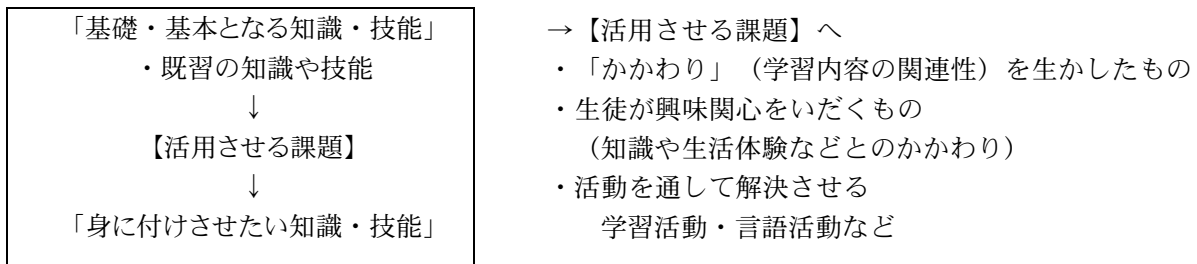 「基礎・基本となる知識・技能」
・既習の知識や技能
↓
【活用させる課題】
↓
「身に付けさせたい知識・技能」
→【活用させる課題】へ
・「かかわり」(学習内容の関連性)を生かしたもの
・生徒が興味関心をいだくもの
(知識や生活体験などとのかかわり)
・活動を通して解決させる
学習活動・言語活動など